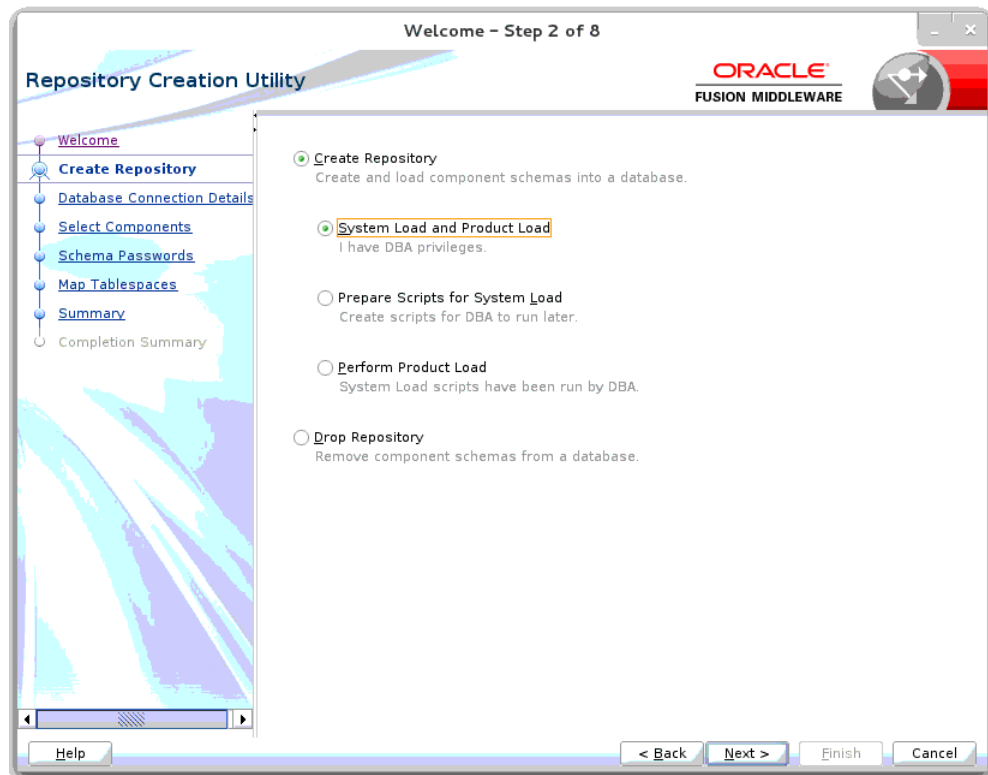 Welcome – Step 2 of 8
Repository Creation Utility
ORACLE
FUSION MIDDLEWARE
Welcome
Create Repository
Database Connection Details
Select Components
Schema Passwords
Map Tablespaces
Summary
Completion Summary
Create Repository
Create and load component schemas into a database.
System Load and Product Load
I have DBA privileges.
Prepare Scripts for System Load
Create scripts for DBA to run later.
Perform Product Load
System Load scripts have been run by DBA.
Drop Repository
Remove component schemas from a database.
Help
< Back
Next >
Finish
Cancel